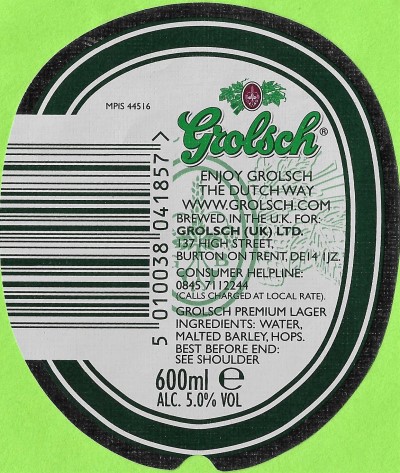 MPIS 44516
Grolsch®
ENJOY GROLSCH
THE DUTCH WAY
WWW.GROLSCH.COM
BREWED IN THE U.K. FOR:
GROLSCH (UK) LTD.
137 HIGH STREET,
BURTON ON TRENT, DE14 1JZ.
CONSUMER HELPLINE:
0845 7112244
(CALLS CHARGED AT LOCAL RATE).
GROLSCH PREMIUM LAGER
INGREDIENTS: WATER,
MALTED BARLEY, HOPS.
BEST BEFORE END:
SEE SHOULDER
600ml ℮
ALC. 5.0% VOL
5 010038 041857 >